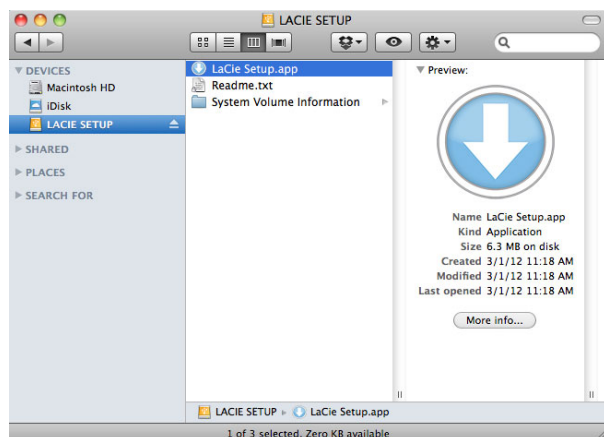 LACIE SETUP
DEVICES
Macintosh HD
iDisk
LACIE SETUP
SHARED
PLACES
SEARCH FOR
LaCie Setup.app
Readme.txt
System Volume Information
Preview:
Name LaCie Setup.app
Kind Application
Size 6.3 MB on disk
Created 3/1/12 11:18 AM
Modified 3/1/12 11:18 AM
Last opened 3/1/12 11:18 AM
More info...
LACIE SETUP LaCie Setup.app
1 of 3 selected, Zero KB available